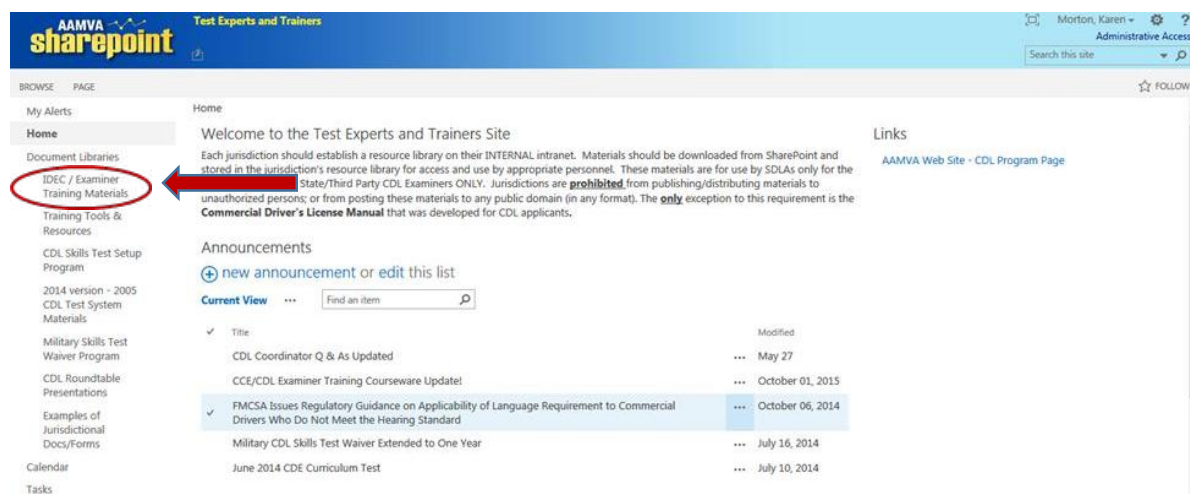 AAMVA
sharepoint
Test Experts and Trainers
Morton, Karen
?
Administrative Access
Search this site
BROWSE PAGE
FOLLOW
My Alerts
Home
Document Libraries
IDEC / Examiner
Training Materials
Training Tools &
Resources
CDL Skills Test Setup
Program
2014 version - 2005
CDL Test System
Materials
Military Skills Test
Waiver Program
CDL Roundtable
Presentations
Examples of
Jurisdictional
Docs/Forms
Calendar
Tasks
Home
Welcome to the Test Experts and Trainers Site
Each jurisdiction should establish a resource library on their INTERNAL intranet. Materials should be downloaded from SharePoint and
stored in the jurisdiction's resource library for access and use by appropriate personnel. These materials are for use by SDLAs only for the
State/Third Party CDL Examiners ONLY. Jurisdictions are prohibited from publishing/distributing materials to
unauthorized persons; or from posting these materials to any public domain (in any format). The only exception to this requirement is the
Commercial Driver's License Manual that was developed for CDL applicants.
Announcements
new announcement or edit this list
Current View ... Find an item
Title Modified
CDL Coordinator Q & As Updated ... May 27
CCE/CDL Examiner Training Courseware Update! ... October 01, 2015
FMCSA Issues Regulatory Guidance on Applicability of Language Requirement to Commercial ... October 06, 2014
Drivers Who Do Not Meet the Hearing Standard
Military CDL Skills Test Waiver Extended to One Year ... July 16, 2014
June 2014 CDE Curriculum Test ... July 10, 2014
Links
AAMVA Web Site - CDL Program Page